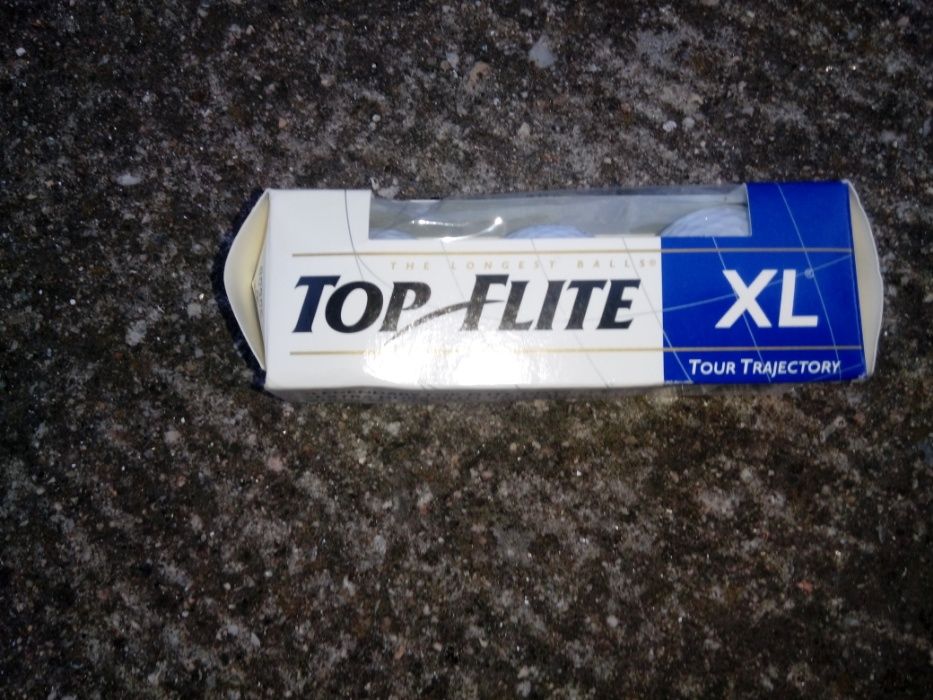 THE LONGEST BALLS®
TOP FLITE
XL®
TOUR TRAJECTORY